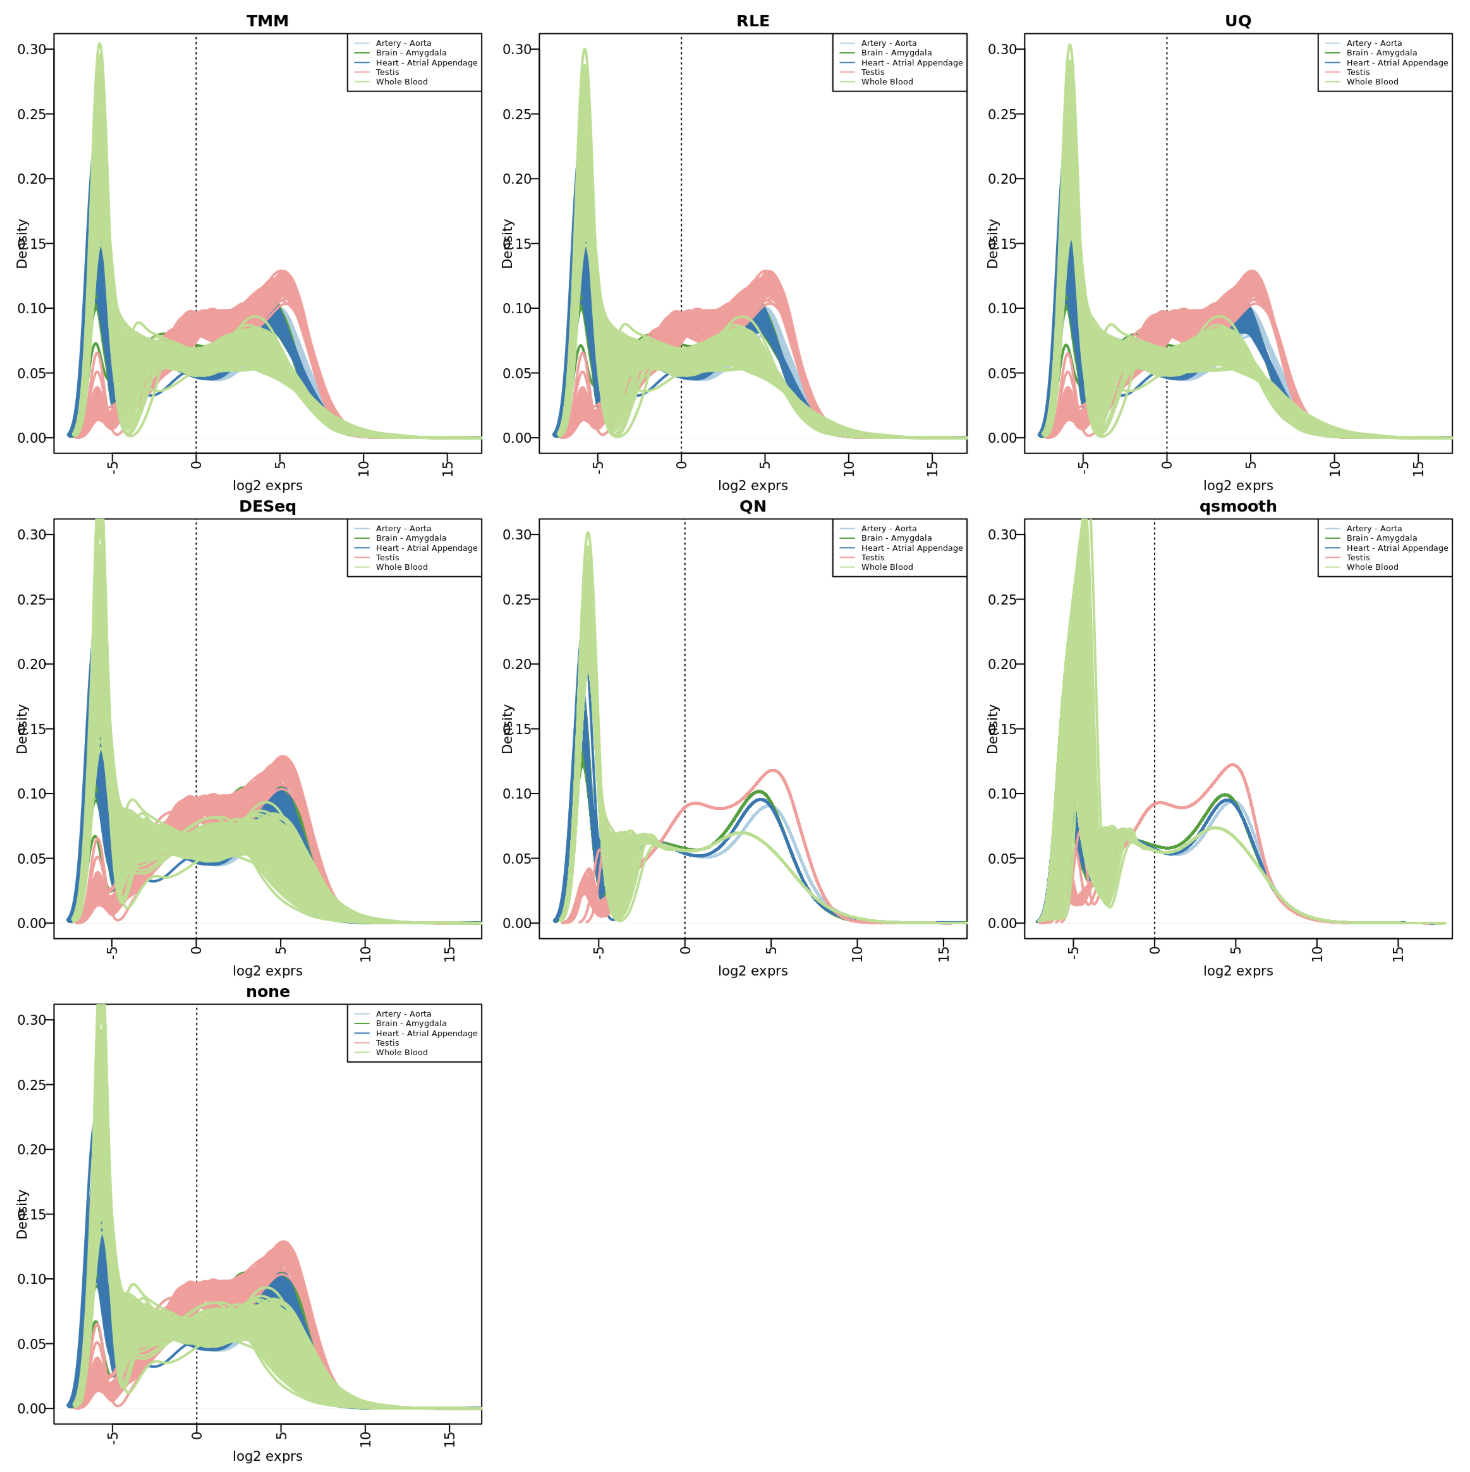 TMM
Artery - Aorta
Brain - Amygdala
Heart - Atrial Appendage
Testis
Whole Blood
Density
0.30
0.25
0.20
0.15
0.10
0.05
0.00
-5
0
5
10
15
log2 exprs
RLE
Artery - Aorta
Brain - Amygdala
Heart - Atrial Appendage
Testis
Whole Blood
Density
0.30
0.25
0.20
0.15
0.10
0.05
0.00
-5
0
5
10
15
log2 exprs
UQ
Artery - Aorta
Brain - Amygdala
Heart - Atrial Appendage
Testis
Whole Blood
Density
0.30
0.25
0.20
0.15
0.10
0.05
0.00
-5
0
5
10
15
log2 exprs
DESeq
Artery - Aorta
Brain - Amygdala
Heart - Atrial Appendage
Testis
Whole Blood
Density
0.30
0.25
0.20
0.15
0.10
0.05
0.00
-5
0
5
10
15
log2 exprs
QN
Artery - Aorta
Brain - Amygdala
Heart - Atrial Appendage
Testis
Whole Blood
Density
0.30
0.25
0.20
0.15
0.10
0.05
0.00
-5
0
5
10
15
log2 exprs
qsmooth
Artery - Aorta
Brain - Amygdala
Heart - Atrial Appendage
Testis
Whole Blood
Density
0.30
0.25
0.20
0.15
0.10
0.05
0.00
-5
0
5
10
15
log2 exprs
none
Artery - Aorta
Brain - Amygdala
Heart - Atrial Appendage
Testis
Whole Blood
Density
0.30
0.25
0.20
0.15
0.10
0.05
0.00
-5
0
5
10
15
log2 exprs